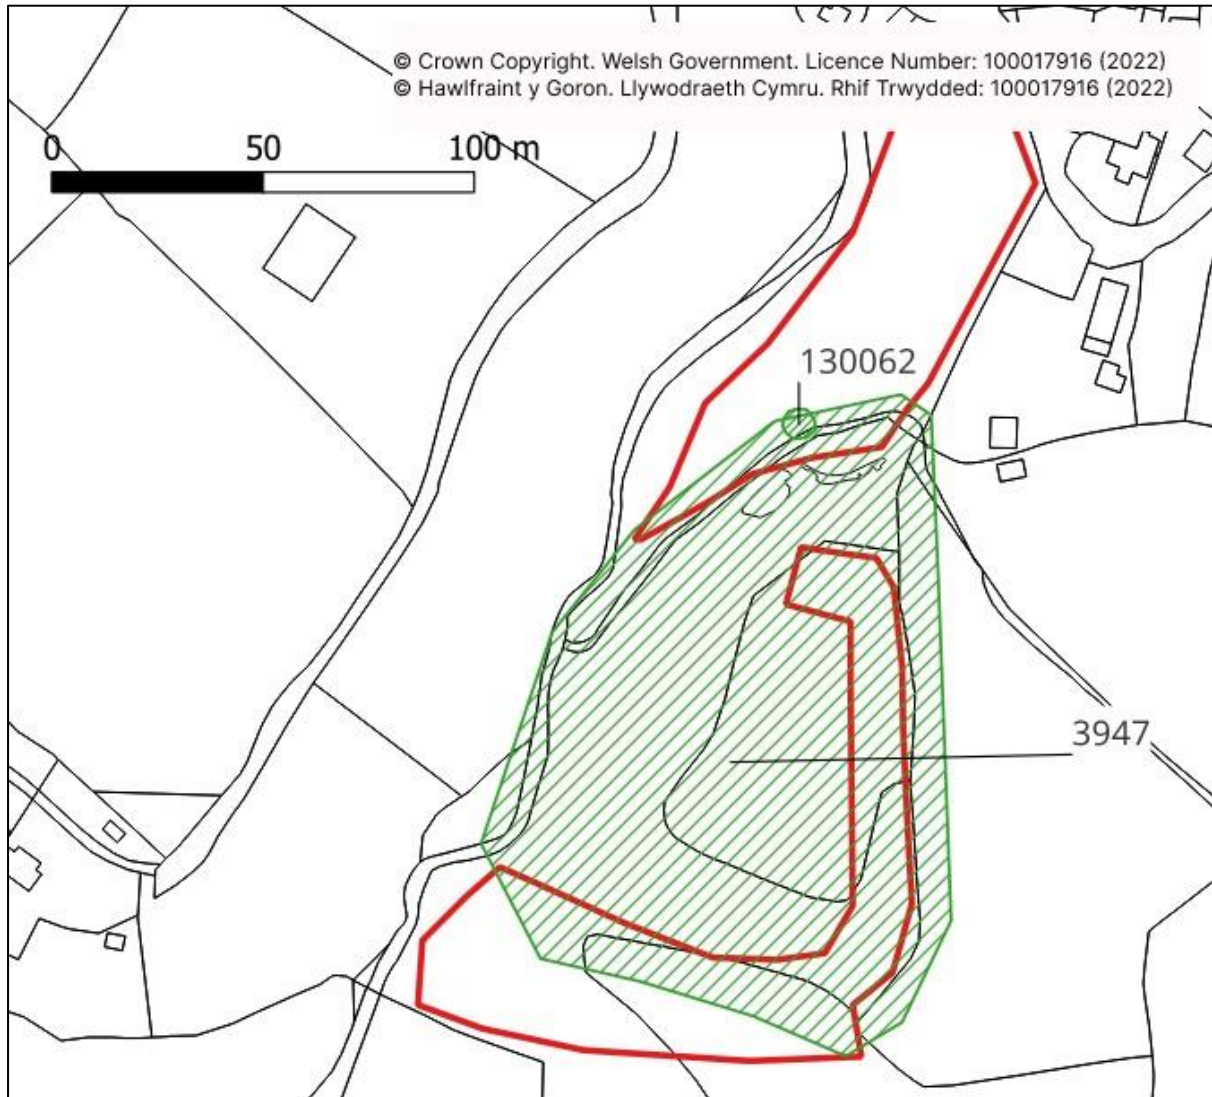 © Crown Copyright. Welsh Government. Licence Number: 100017916 (2022)
© Hawlfraint y Goron. Llywodraeth Cymru. Rhif Trwydded: 100017916 (2022)
0 50 100 m
130062
3947